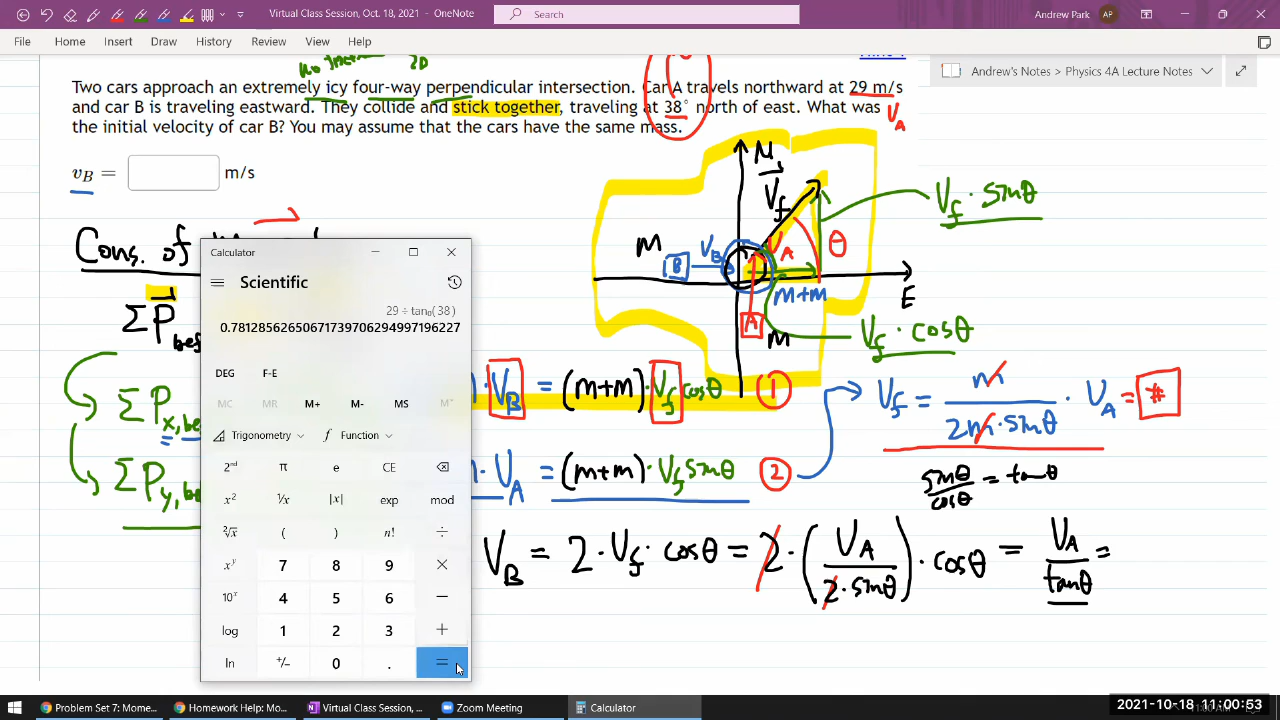 Virtual Class Session, Oct. 18, 2021 - OneNote
Search
Andrew Park
AP
File Home Insert Draw History Review View Help
2D
Two cars approach an extremely icy four-way perpendicular intersection. Car A travels northward at 29 m/s
and car B is traveling eastward. They collide and stick together, traveling at 38° north of east. What was
the initial velocity of car B? You may assume that the cars have the same mass.
V_A
v_B = m/s
Andrew's Notes > Physics 4A Lecture Notes
N
V_f
V_f · sinθ
Cons. of
m
V_B
V_A
θ
B
m+m
E
A
m
V_f · cosθ
ΣP bef
ΣP x, be
· V_B = (m+m) · V_f cosθ ①
V_f = m / 2m · sinθ · V_A = #
ΣP y, be
· V_A = (m+m) · V_f sinθ ②
sinθ / cosθ = tanθ
V_B = 2 · V_f · cosθ = 2 · ( V_A / 2 · sinθ ) · cosθ = V_A / tanθ =
Calculator
Scientific
29 ÷ tan₀(38)
0.78128562650671739706294997196227
DEG F-E
MC MR M+ M- MS M˅
Trigonometry Function
2ⁿᵈ π e CE
x² ¹/x |x| exp mod
²√x ( ) n! ÷
xʸ 7 8 9 ×
10ˣ 4 5 6 −
log 1 2 3 +
ln +/− 0 . =
Problem Set 7: Mome...
Homework Help: Mo...
Virtual Class Session,...
Zoom Meeting
Calculator
2021-10-18 11:00:53